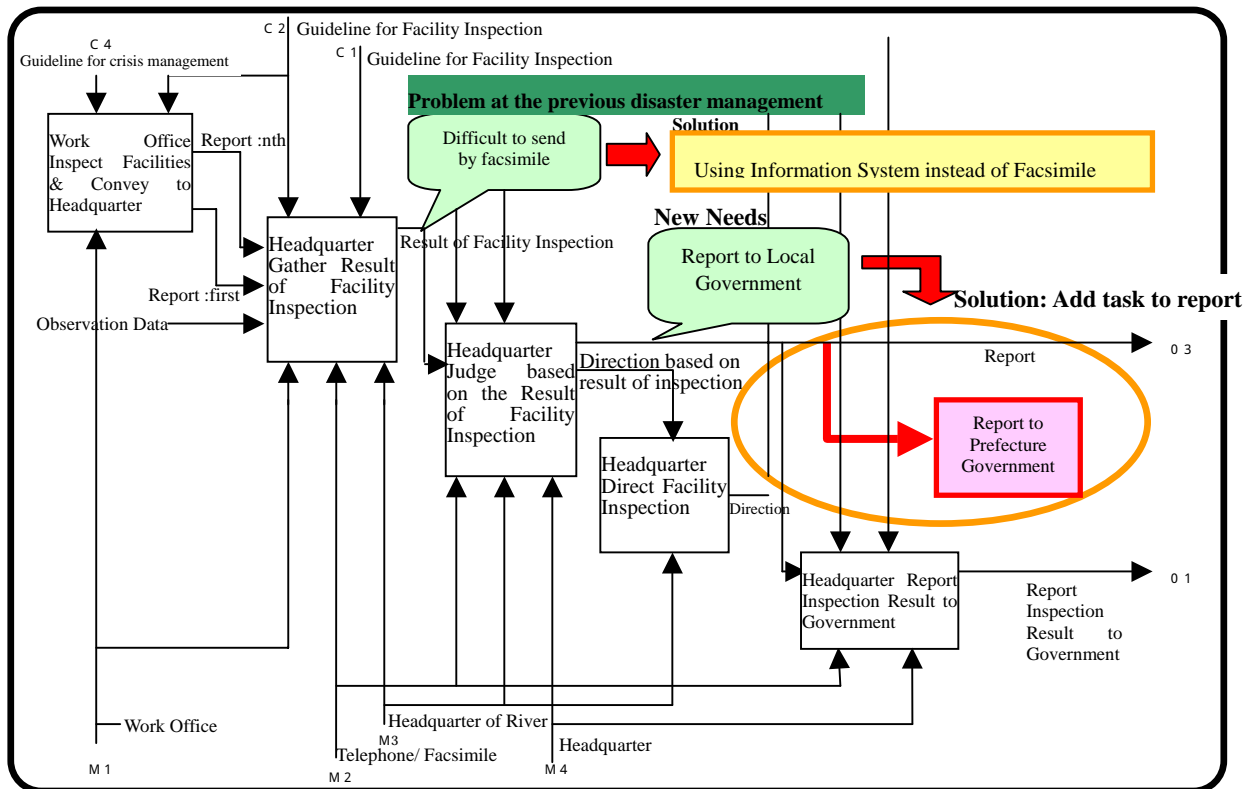 C 2
Guideline for Facility Inspection
C 4
Guideline for crisis management
C 1
Guideline for Facility Inspection
Problem at the previous disaster management
Solution
Difficult to send
by facsimile
Using Information System instead of Facsimile
Work Office
Inspect Facilities
& Convey to
Headquarter
Report :nth
Report :first
Observation Data
Headquarter
Gather Result
of Facility
Inspection
Result of Facility Inspection
New Needs
Report to Local
Government
Solution: Add task to report
Headquarter
Judge based
on the Result
of Facility
Inspection
Direction based on
result of inspection
Report
0 3
Report to
Prefecture
Government
Headquarter
Direct Facility
Inspection
Direction
Headquarter Report
Inspection Result to
Government
0 1
Report
Inspection
Result to
Government
Work Office
M 1
Headquarter of River
M3
Telephone/ Facsimile
M 2
Headquarter
M 4